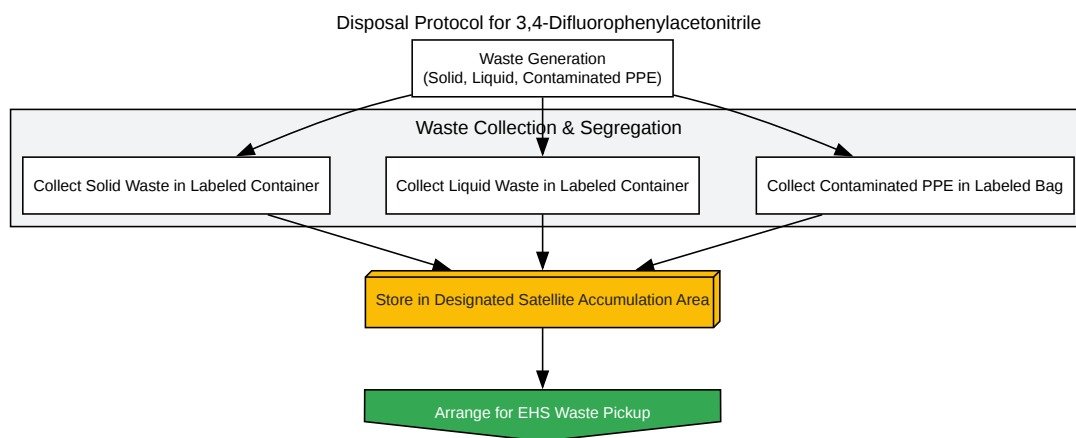 Disposal Protocol for 3,4-Difluorophenylacetonitrile
Waste Generation
(Solid, Liquid, Contaminated PPE)
Waste Collection & Segregation
Collect Solid Waste in Labeled Container
Collect Liquid Waste in Labeled Container
Collect Contaminated PPE in Labeled Bag
Store in Designated Satellite Accumulation Area
Arrange for EHS Waste Pickup